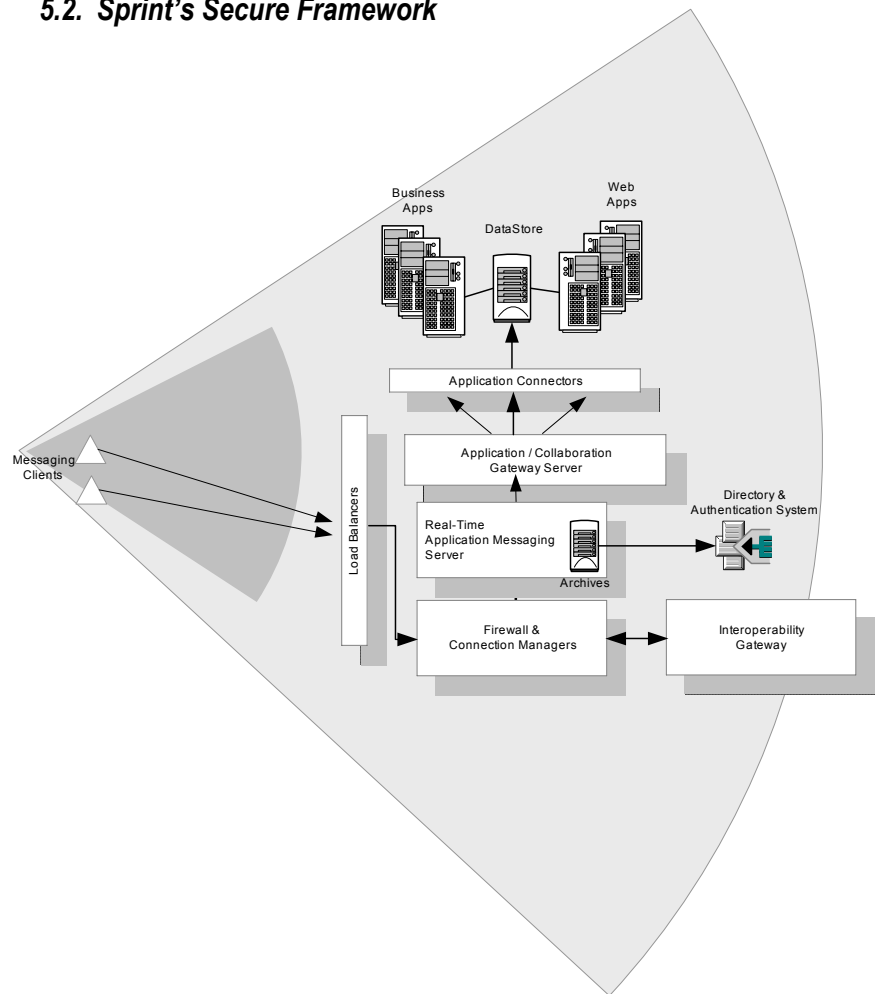 5.2. Sprint's Secure Framework
Business
Apps
Web
Apps
DataStore
Application Connectors
Messaging
Clients
Load Balancers
Application / Collaboration
Gateway Server
Real-Time
Application Messaging
Server
Archives
Directory &
Authentication System
Firewall &
Connection Managers
Interoperability
Gateway